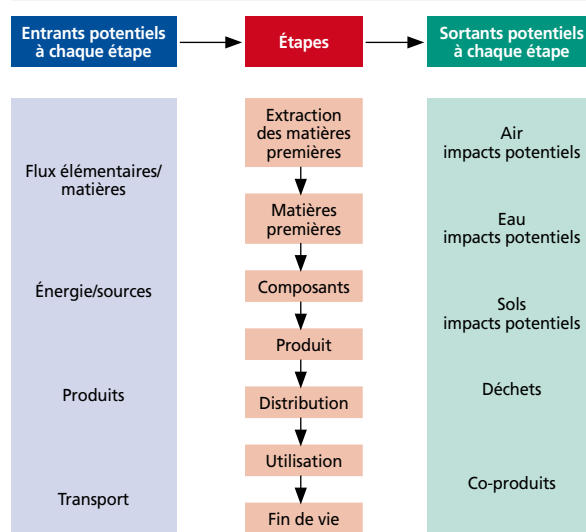 Entrants potentiels
à chaque étape
Étapes
Sortants potentiels
à chaque étape
Flux élémentaires/
matières
Énergie/sources
Produits
Transport
Extraction
des matières
premières
Matières
premières
Composants
Produit
Distribution
Utilisation
Fin de vie
Air
impacts potentiels
Eau
impacts potentiels
Sols
impacts potentiels
Déchets
Co-produits